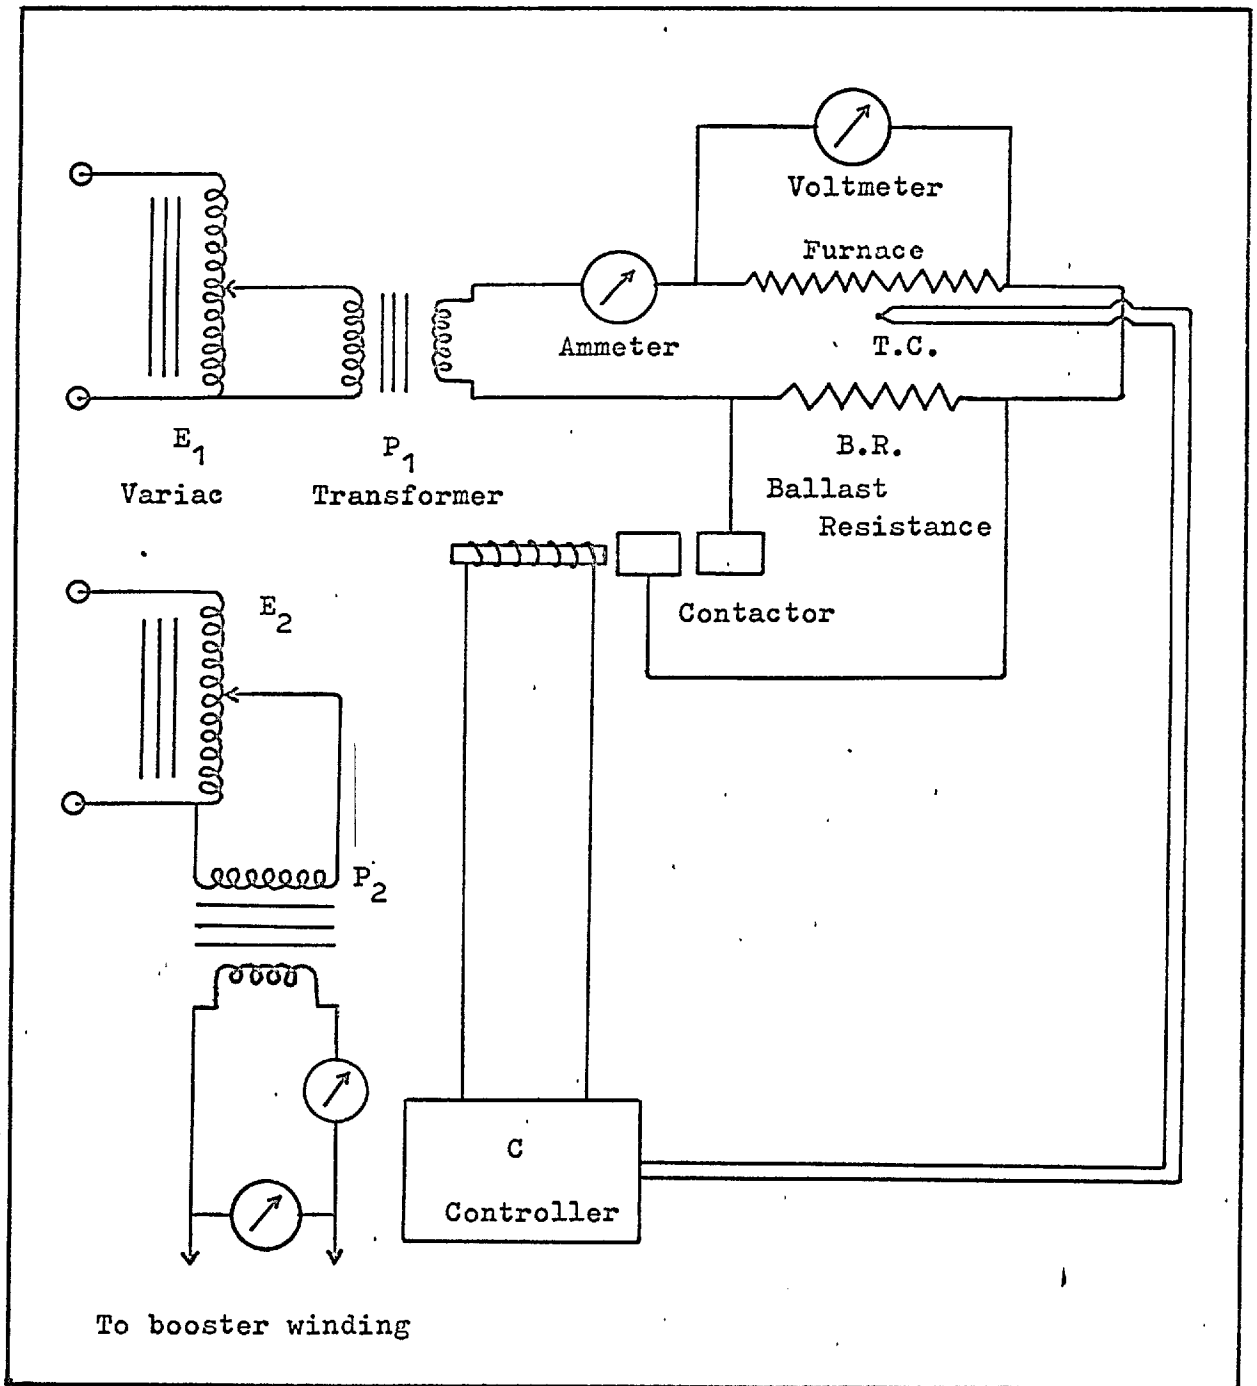 Voltmeter
Furnace
Ammeter
T.C.
E1
P1
B.R.
Variac
Transformer
Ballast
Resistance
E2
Contactor
P2
C
Controller
To booster winding